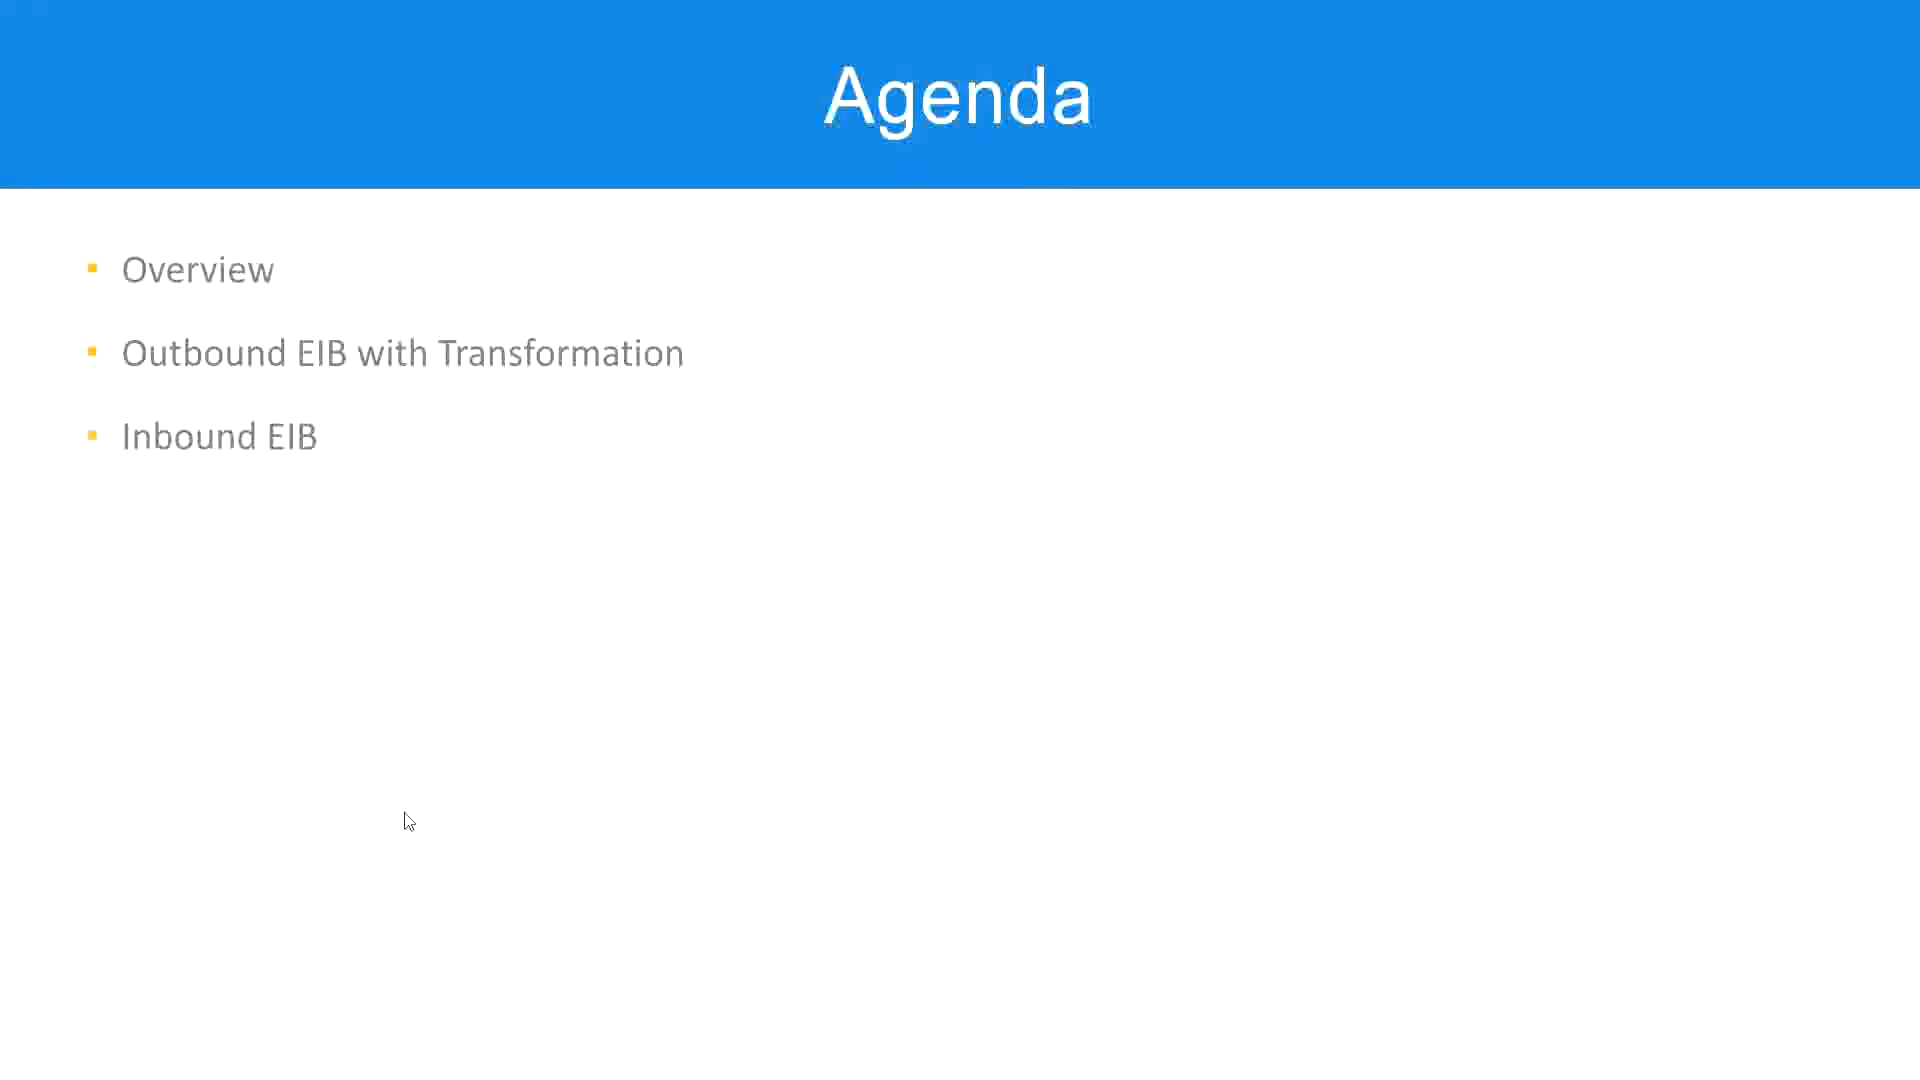 Agenda
▪ Overview
▪ Outbound EIB with Transformation
▪ Inbound EIB